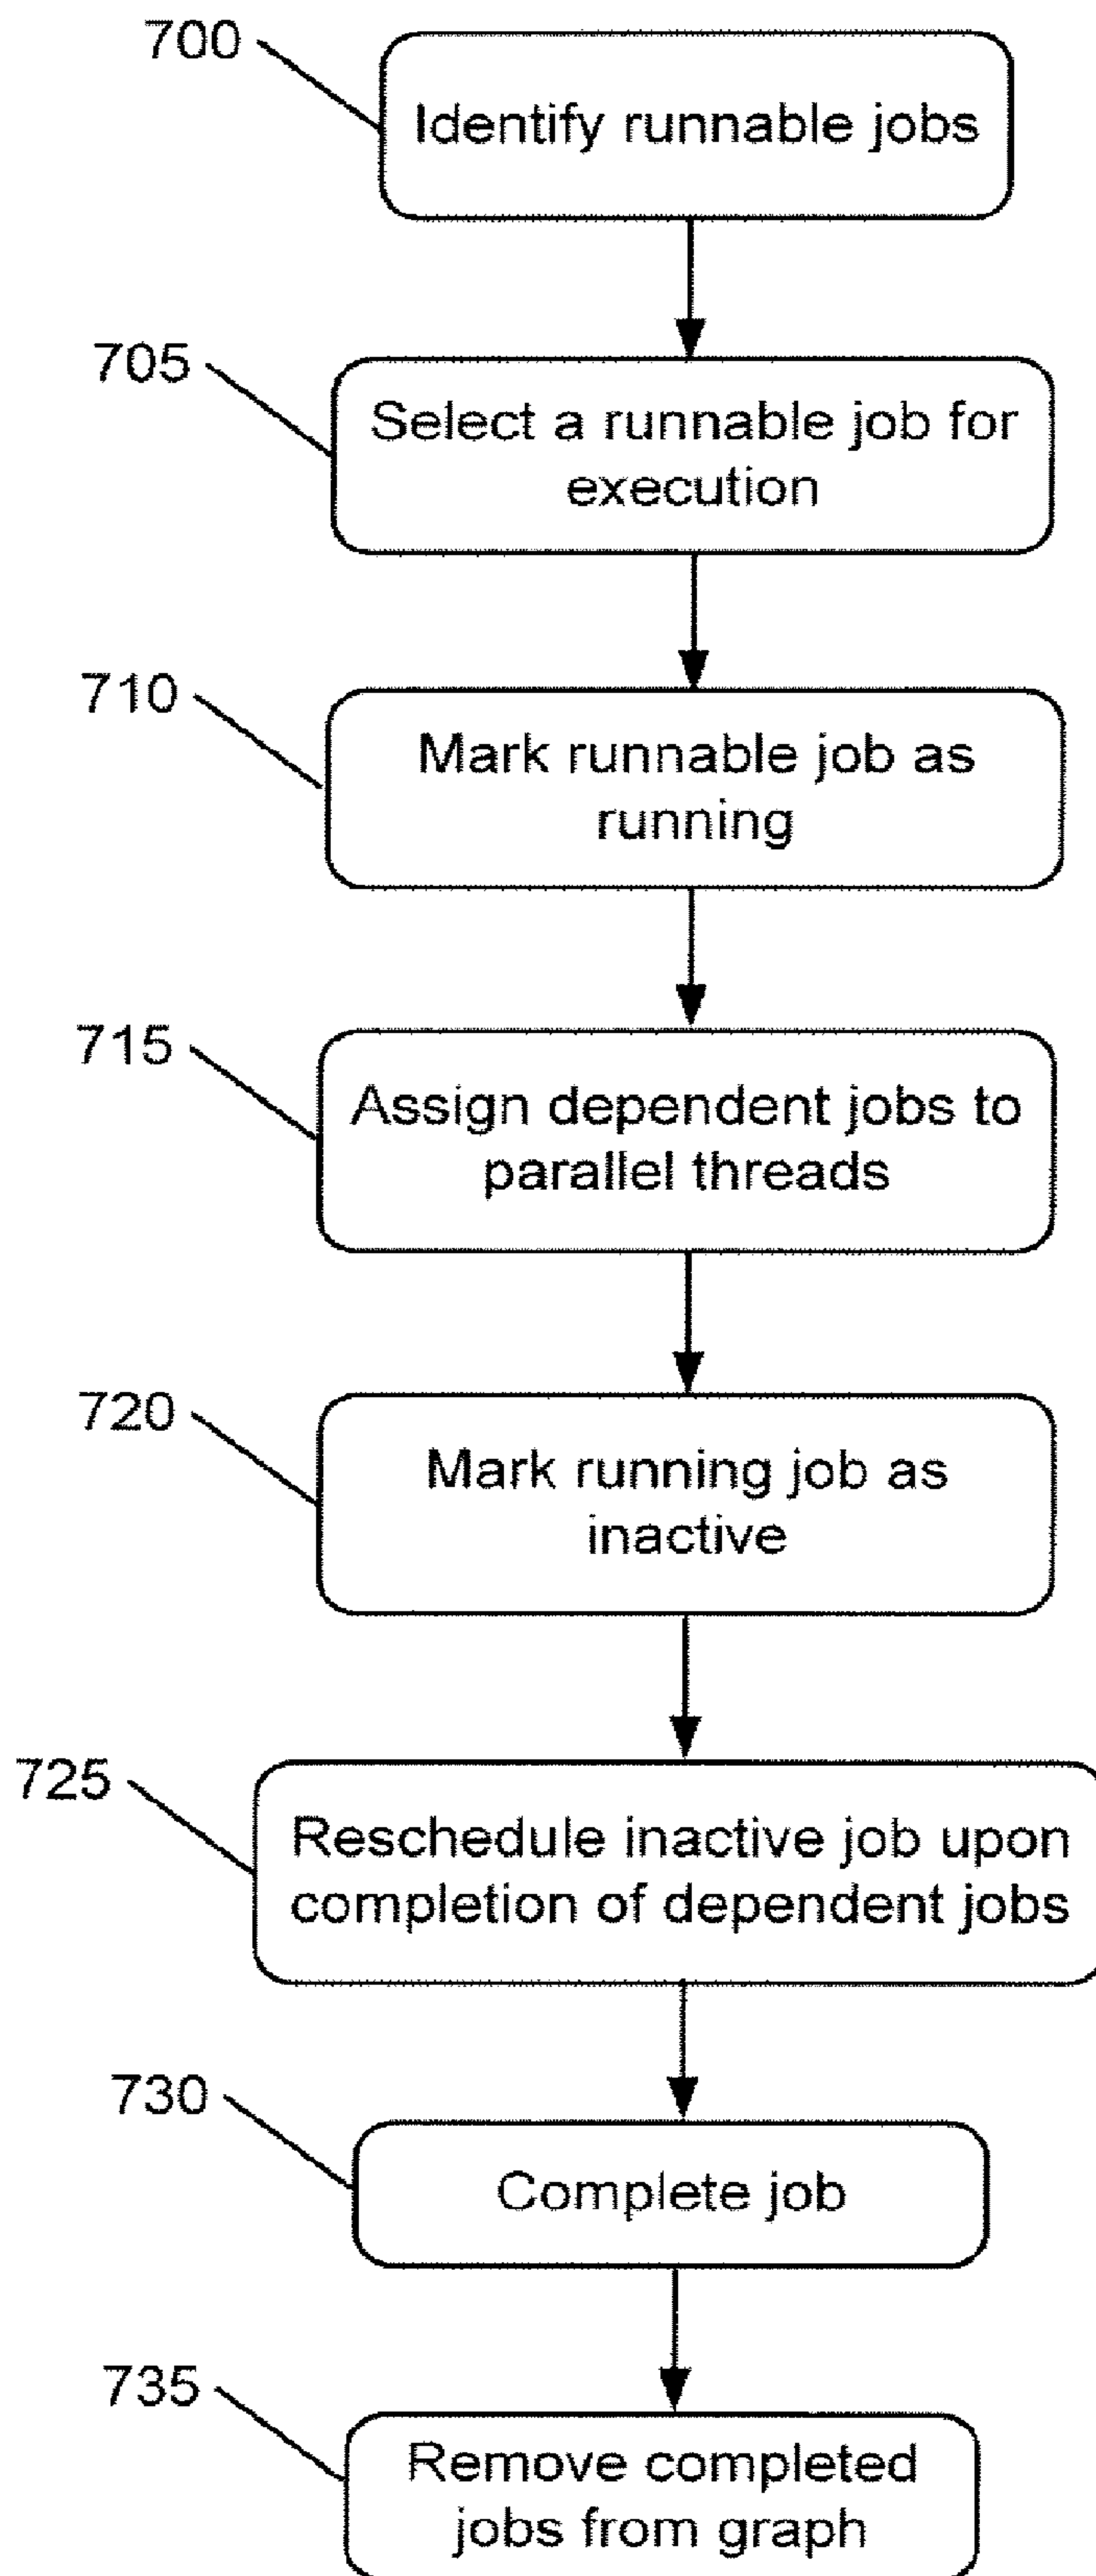 700
Identify runnable jobs
705
Select a runnable job for
execution
710
Mark runnable job as
running
715
Assign dependent jobs to
parallel threads
720
Mark running job as
inactive
725
Reschedule inactive job upon
completion of dependent jobs
730
Complete job
735
Remove completed
jobs from graph